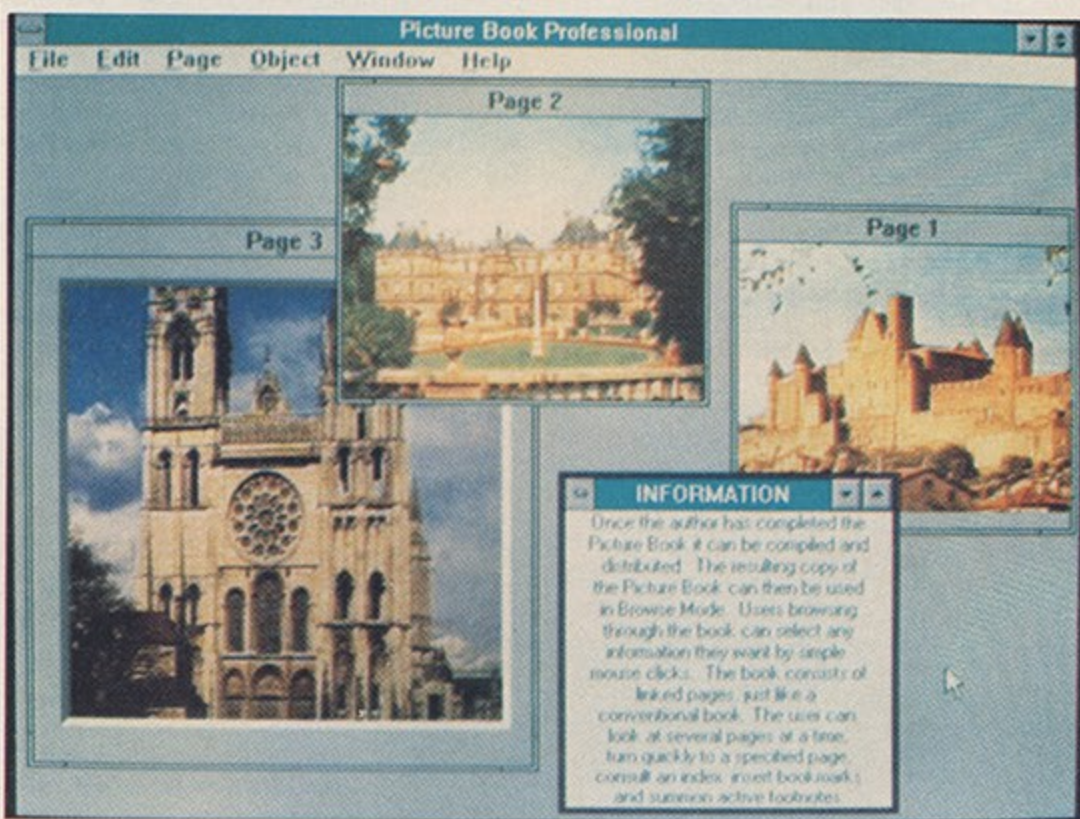 Picture Book Professional
File Edit Page Object Window Help
Page 2
Page 3
Page 1
INFORMATION
Once the author has completed the
Picture Book it can be compiled and
distributed. The resulting copy of
the Picture Book can then be used
in Browse Mode. Users browsing
through the book can select any
information they want by simple
mouse clicks. The book consists of
linked pages, just like a
conventional book. The user can
look at several pages at a time,
turn quickly to a specified page,
consult an index, insert bookmarks
and summon active footnotes.